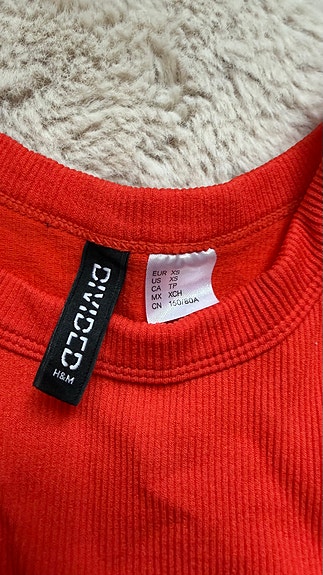 DIVIDED
H&M
EUR XS
US XS
CA TP
MX XCH
CN 150/80A